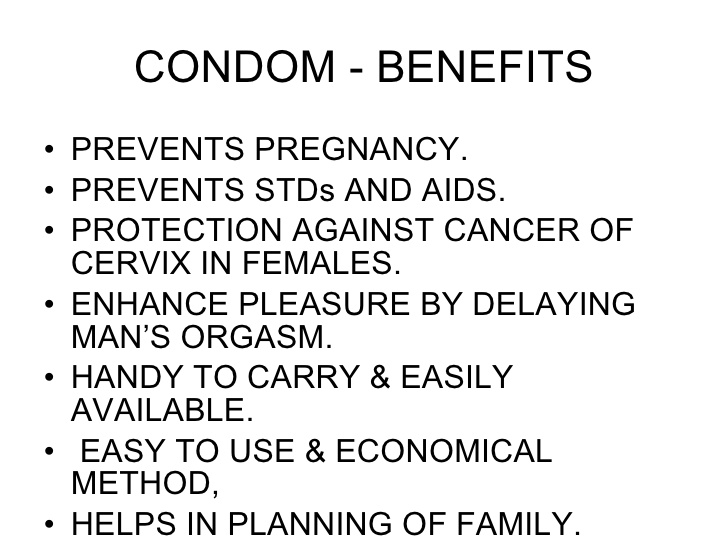 CONDOM - BENEFITS
• PREVENTS PREGNANCY.
• PREVENTS STDs AND AIDS.
• PROTECTION AGAINST CANCER OF
CERVIX IN FEMALES.
• ENHANCE PLEASURE BY DELAYING
MAN’S ORGASM.
• HANDY TO CARRY & EASILY
AVAILABLE.
• EASY TO USE & ECONOMICAL
METHOD,
• HELPS IN PLANNING OF FAMILY.